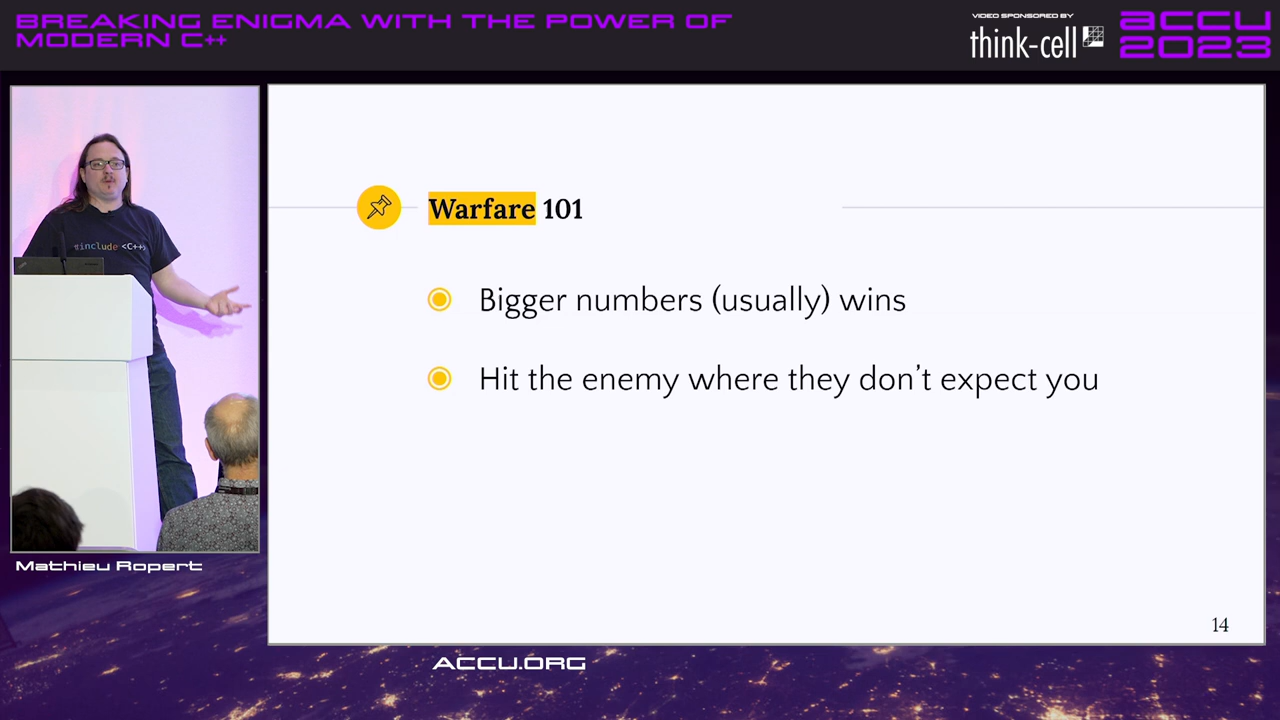 BREAKING ENIGMA WITH THE POWER OF
MODERN C++
VIDEO SPONSORED BY
think-cell
ACCU
2023
#include <C++>
Warfare 101
Bigger numbers (usually) wins
Hit the enemy where they don't expect you
14
Mathieu Ropert
ACCU.ORG